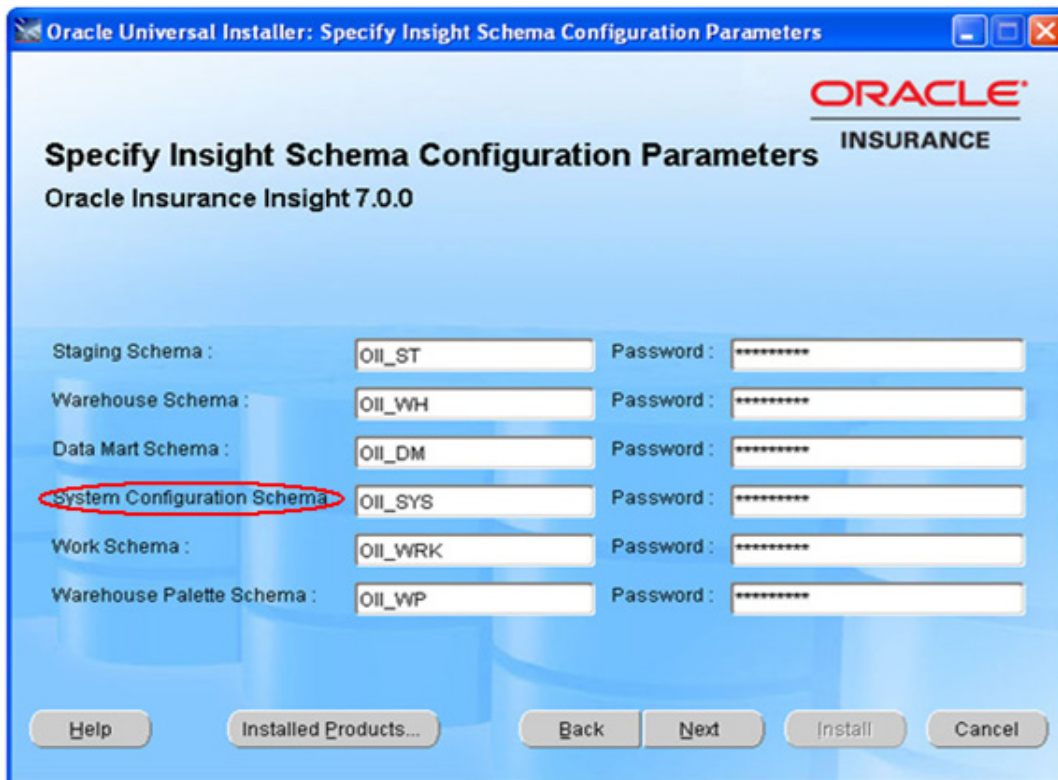 Oracle Universal Installer: Specify Insight Schema Configuration Parameters
ORACLE
INSURANCE
Specify Insight Schema Configuration Parameters
Oracle Insurance Insight 7.0.0
Staging Schema : OII_ST Password : *********
Warehouse Schema : OII_WH Password : *********
Data Mart Schema : OII_DM Password : *********
System Configuration Schema OII_SYS Password : *********
Work Schema : OII_WRK Password : *********
Warehouse Palette Schema : OII_WP Password : *********
Help Installed Products... Back Next Install Cancel